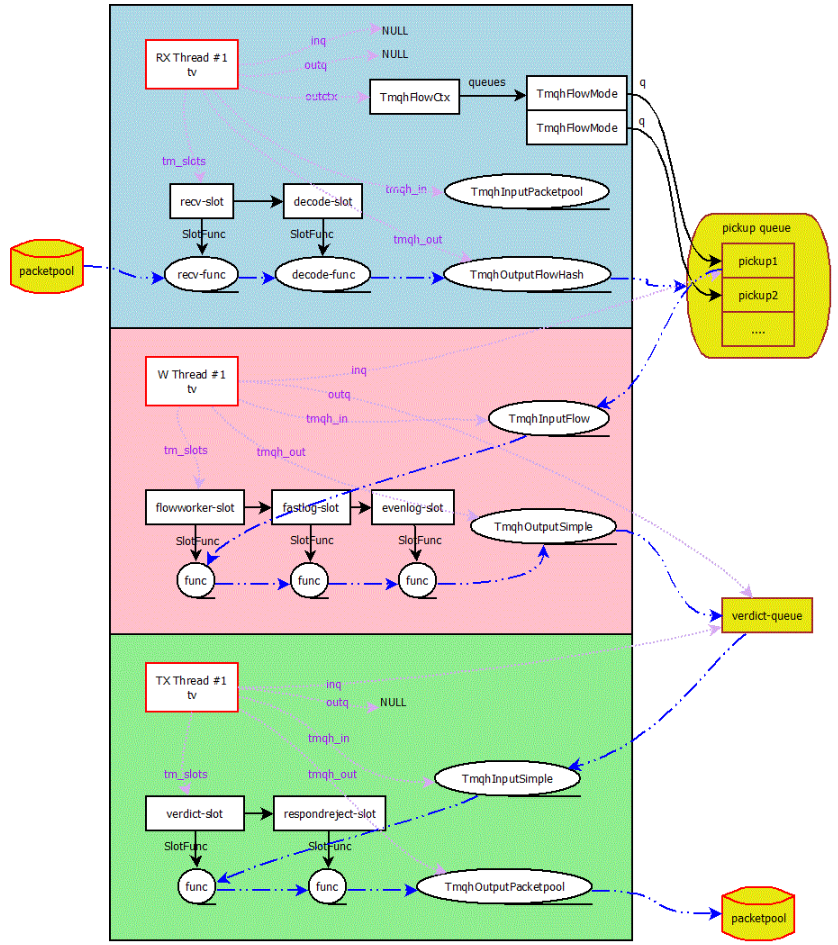 RX Thread #1
tv
inq
NULL
outq
NULL
outctx
TmqhFlowCtx
queues
TmqhFlowMode
q
TmqhFlowMode
q
tm_slots
tmqh_in
TmqhInputPacketpool
recv-slot
decode-slot
SlotFunc
SlotFunc
tmqh_out
packetpool
recv-func
decode-func
TmqhOutputFlowHash
pickup queue
pickup1
pickup2
....
W Thread #1
tv
inq
outq
tmqh_in
TmqhInputFlow
tm_slots
tmqh_out
flowworker-slot
fastlog-slot
evenlog-slot
TmqhOutputSimple
SlotFunc
SlotFunc
SlotFunc
func
func
func
verdict-queue
TX Thread #1
tv
inq
outq
NULL
tmqh_in
tm_slots
tmqh_out
TmqhInputSimple
verdict-slot
respondreject-slot
SlotFunc
SlotFunc
func
func
TmqhOutputPacketpool
packetpool